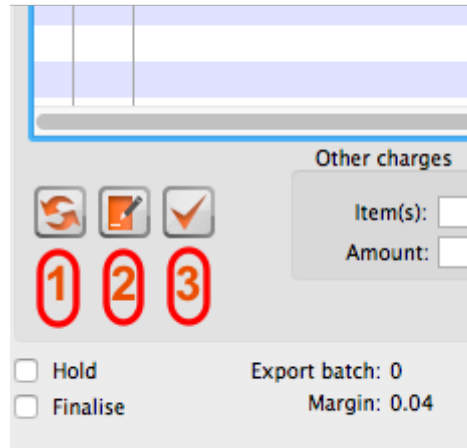 Other charges
Item(s):
Amount:
1 2 3
Hold Export batch: 0
Finalise Margin: 0.04